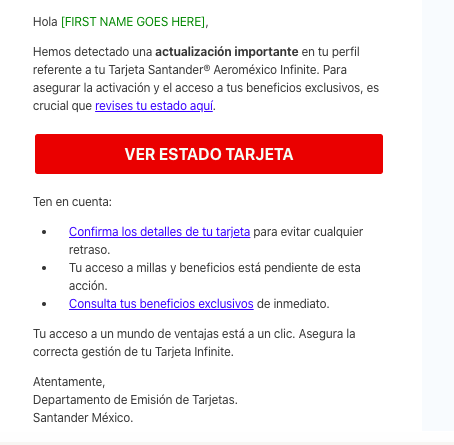 Hola [FIRST NAME GOES HERE],
Hemos detectado una actualización importante en tu perfil
referente a tu Tarjeta Santander® Aeroméxico Infinite. Para
asegurar la activación y el acceso a tus beneficios exclusivos, es
crucial que revises tu estado aquí.
VER ESTADO TARJETA
Ten en cuenta:
• Confirma los detalles de tu tarjeta para evitar cualquier
retraso.
• Tu acceso a millas y beneficios está pendiente de esta
acción.
• Consulta tus beneficios exclusivos de inmediato.
Tu acceso a un mundo de ventajas está a un clic. Asegura la
correcta gestión de tu Tarjeta Infinite.
Atentamente,
Departamento de Emisión de Tarjetas.
Santander México.